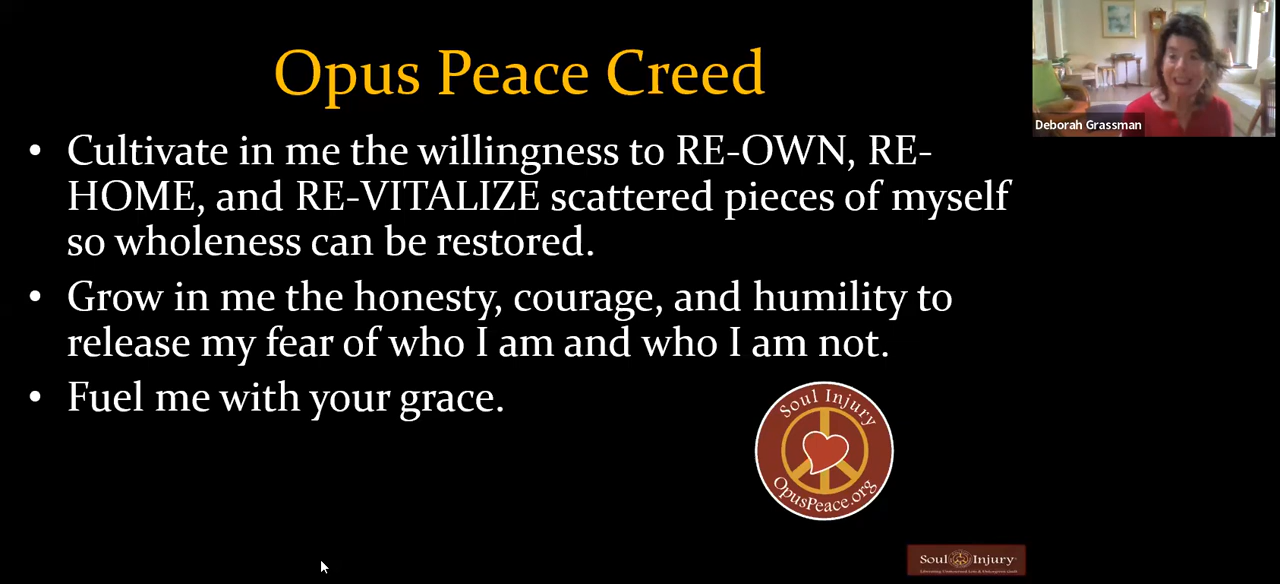 Opus Peace Creed
Deborah Grassman
• Cultivate in me the willingness to RE-OWN, RE-
HOME, and RE-VITALIZE scattered pieces of myself
so wholeness can be restored.
• Grow in me the honesty, courage, and humility to
release my fear of who I am and who I am not.
• Fuel me with your grace.
Soul Injury
OpusPeace.org
Soul Injury